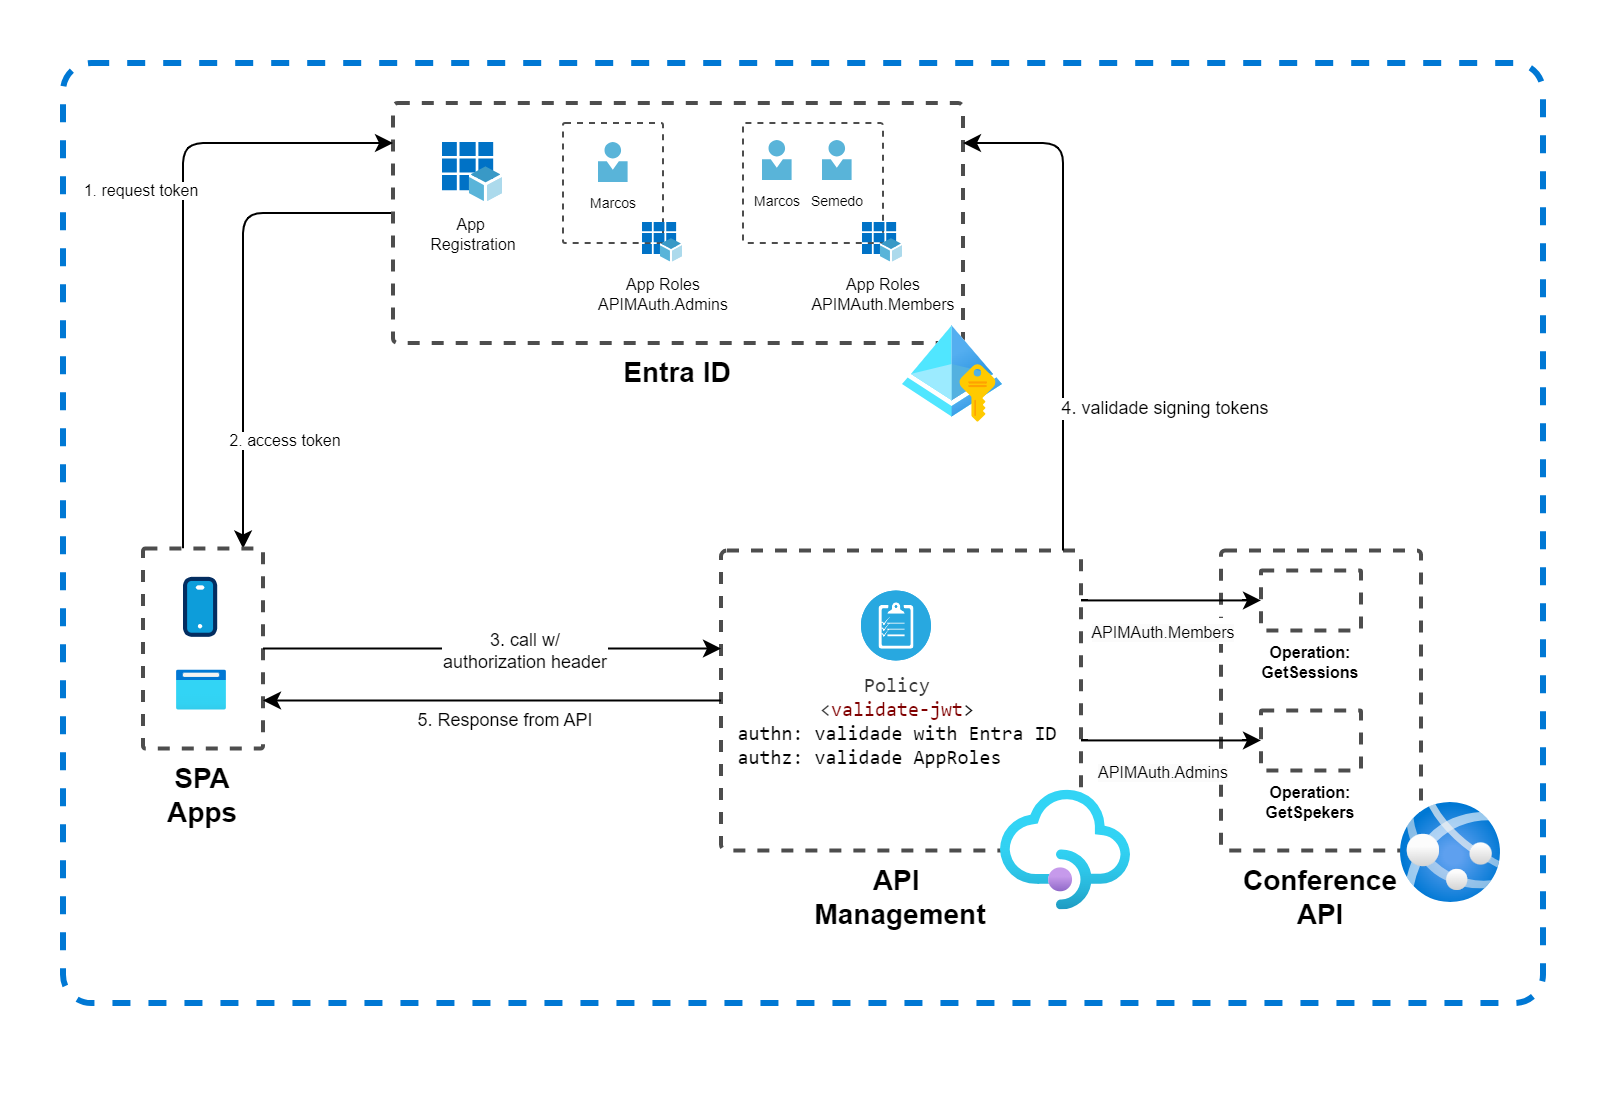 1. request token
App
Registration
Marcos
App Roles
APIMAuth.Admins
Marcos
Semedo
App Roles
APIMAuth.Members
Entra ID
2. access token
4. validade signing tokens
3. call w/
authorization header
5. Response from API
SPA
Apps
Policy
<validate-jwt>
authn: validade with Entra ID
authz: validade AppRoles
API
Management
APIMAuth.Members
Operation:
GetSessions
APIMAuth.Admins
Operation:
GetSpekers
Conference
API